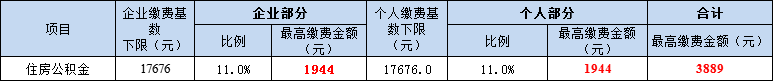 项目
企业缴费基
数
下限（元）
企业部分
比例
最高缴费金额
（元）
个人缴费基
数下限（元）
个人部分
比例
最高缴费金额
（元）
合计
最高缴费金额（元）
住房公积金
17676
11.0%
1944
17676.0
11.0%
1944
3889